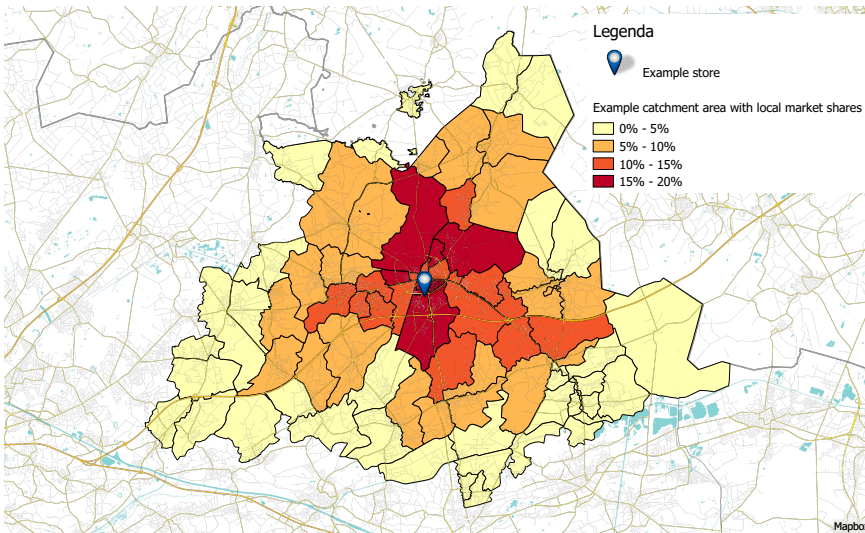 Legenda
Example store
Example catchment area with local market shares
0% - 5%
5% - 10%
10% - 15%
15% - 20%
Mapbo